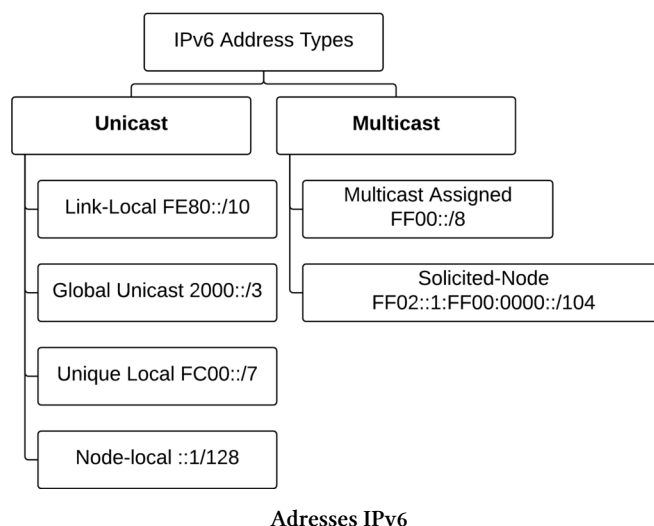 IPv6 Address Types
Unicast
Multicast
Link-Local FE80::/10
Global Unicast 2000::/3
Unique Local FC00::/7
Node-local ::1/128
Multicast Assigned
FF00::/8
Solicited-Node
FF02::1:FF00:0000::/104
Adresses IPv6